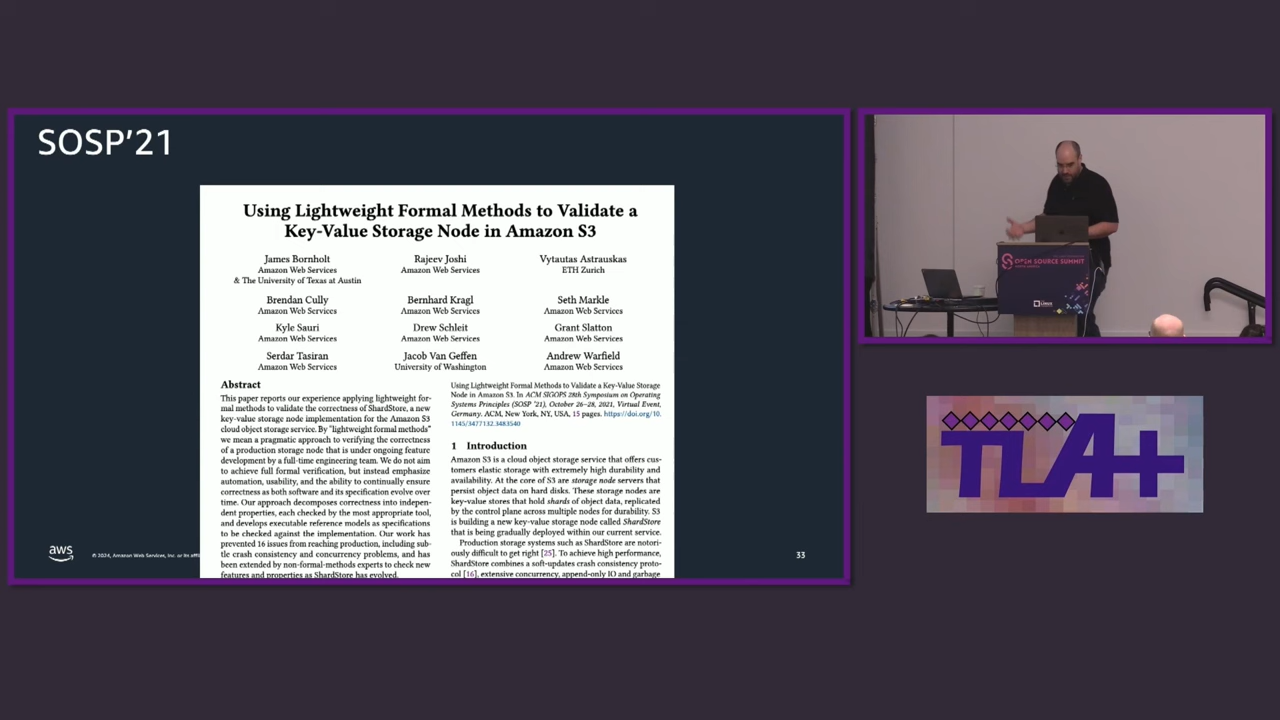 SOSP'21
Using Lightweight Formal Methods to Validate a
Key-Value Storage Node in Amazon S3
James Bornholt
Amazon Web Services
& The University of Texas at Austin
Rajeev Joshi
Amazon Web Services
Vytautas Astrauskas
ETH Zurich
Brendan Cully
Amazon Web Services
Bernhard Kragl
Amazon Web Services
Seth Markle
Amazon Web Services
Kyle Sauri
Amazon Web Services
Drew Schleit
Amazon Web Services
Grant Slatton
Amazon Web Services
Serdar Tasiran
Amazon Web Services
Jacob Van Geffen
University of Washington
Andrew Warfield
Amazon Web Services
Abstract
This paper reports our experience applying lightweight for-
mal methods to validate the correctness of ShardStore, a new
key-value storage node implementation for the Amazon S3
cloud object storage service. By "lightweight formal methods"
we mean a pragmatic approach to verifying the correctness
of a production storage node that is under ongoing feature
development by a full-time engineering team. We do not aim
to achieve full formal verification, but instead emphasize
automation, usability, and the ability to continually ensure
correctness as both software and its specification evolve over
time. Our approach decomposes correctness into indepen-
dent properties, each checked by the most appropriate tool,
and develops executable reference models as specifications
to be checked against the implementation. Our work has
prevented 16 issues from reaching production, including sub-
tle crash consistency and concurrency problems, and has
been extended by non-formal-methods experts to check new
features and properties as ShardStore has evolved.
Using Lightweight Formal Methods to Validate a Key-Value Storage
Node in Amazon S3. In ACM SIGOPS 28th Symposium on Operating
Systems Principles (SOSP '21), October 26–28, 2021, Virtual Event,
Germany. ACM, New York, NY, USA, 15 pages. https://doi.org/10.
1145/3477132.3483540
1 Introduction
Amazon S3 is a cloud object storage service that offers cus-
tomers elastic storage with extremely high durability and
availability. At the core of S3 are storage node servers that
persist object data on hard disks. These storage nodes are
key-value stores that hold shards of object data, replicated
by the control plane across multiple nodes for durability. S3
is building a new key-value storage node called ShardStore
that is being gradually deployed within our current service.
Production storage systems such as ShardStore are notori-
ously difficult to get right [25]. To achieve high performance,
ShardStore combines a soft-updates crash consistency proto-
col [16], extensive concurrency, append-only IO and garbage
aws
© 2024, Amazon Web Services, Inc. or its affil
33
OPEN SOURCE SUMMIT
LINUX
TLA+